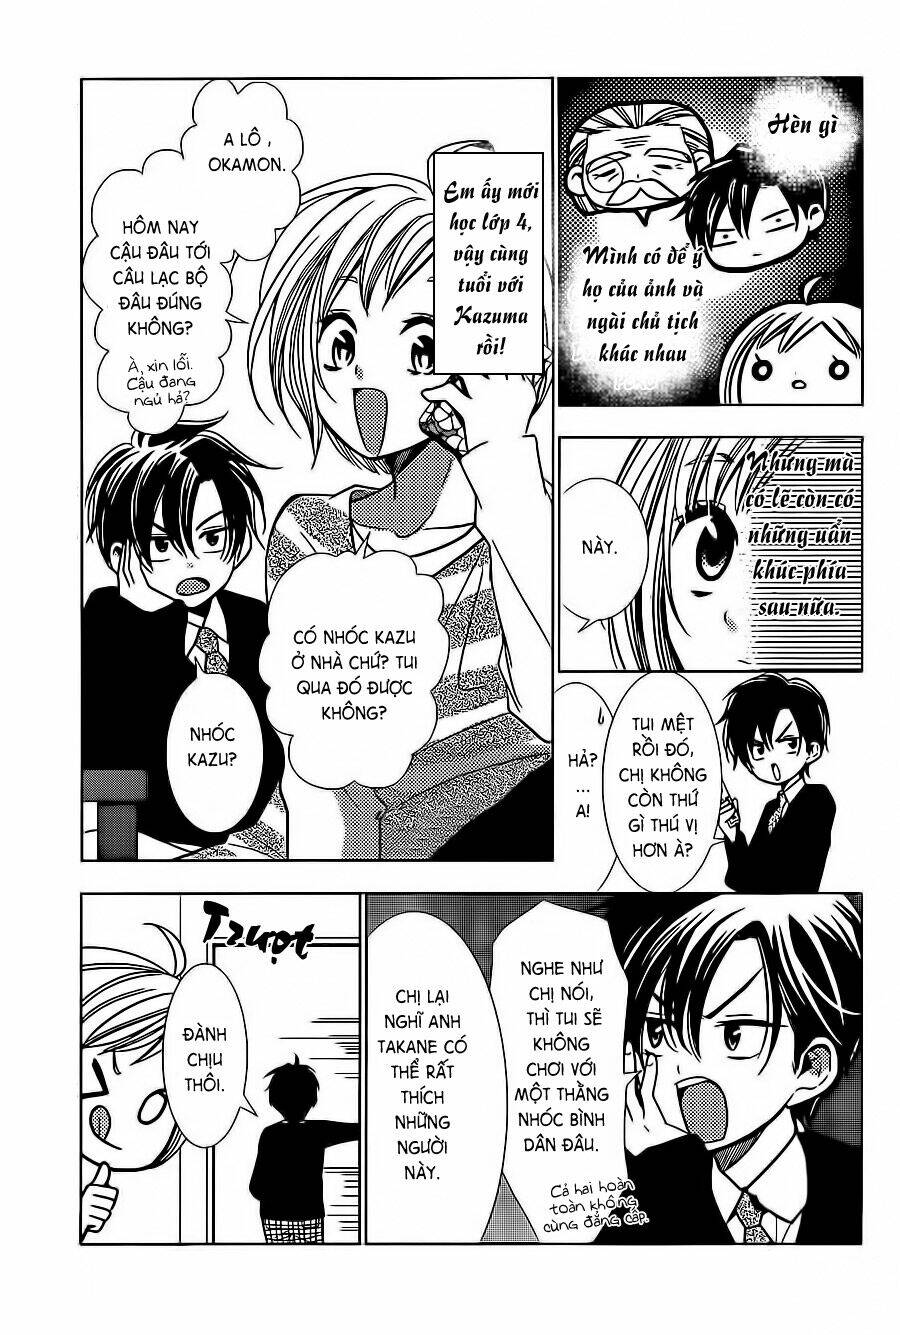 Hèn gì
Mình có để ý
họ của ảnh và
ngài chủ tịch
khác nhau
Nhưng mà
có lẽ còn có
những uẩn
khúc phía
sau nữa.
NÀY.
TUI MỆT
RỒI ĐÓ,
CHỊ KHÔNG
CÒN THỨ
GÌ THÚ VỊ
HƠN À?
HẢ?
...
A!
Em ấy mới
học lớp 4,
vậy cùng
tuổi với
Kazuma
rồi!
A LÔ ,
OKAMON.
HÔM NAY
CẬU ĐÂU TỚI
CÂU LẠC BỘ
ĐÂU ĐÚNG
KHÔNG?
À, xin lỗi.
Cậu đang
ngủ hả?
CÓ NHÓC KAZU
Ở NHÀ CHỨ? TUI
QUA ĐÓ ĐƯỢC
KHÔNG?
NHÓC
KAZU?
NGHE NHƯ
CHỊ NÓI,
THÌ TUI SẼ
KHÔNG
CHƠI VỚI
MỘT THẰNG
NHÓC BÌNH
DÂN ĐÂU.
Cả hai hoàn
toàn không
cùng đẳng cấp.
CHỊ LẠI
NGHĨ ANH
TAKANE CÓ
THỂ RẤT
THÍCH
NHỮNG
NGƯỜI
NÀY.
Trượt
ĐÀNH
CHỊU
THÔI.